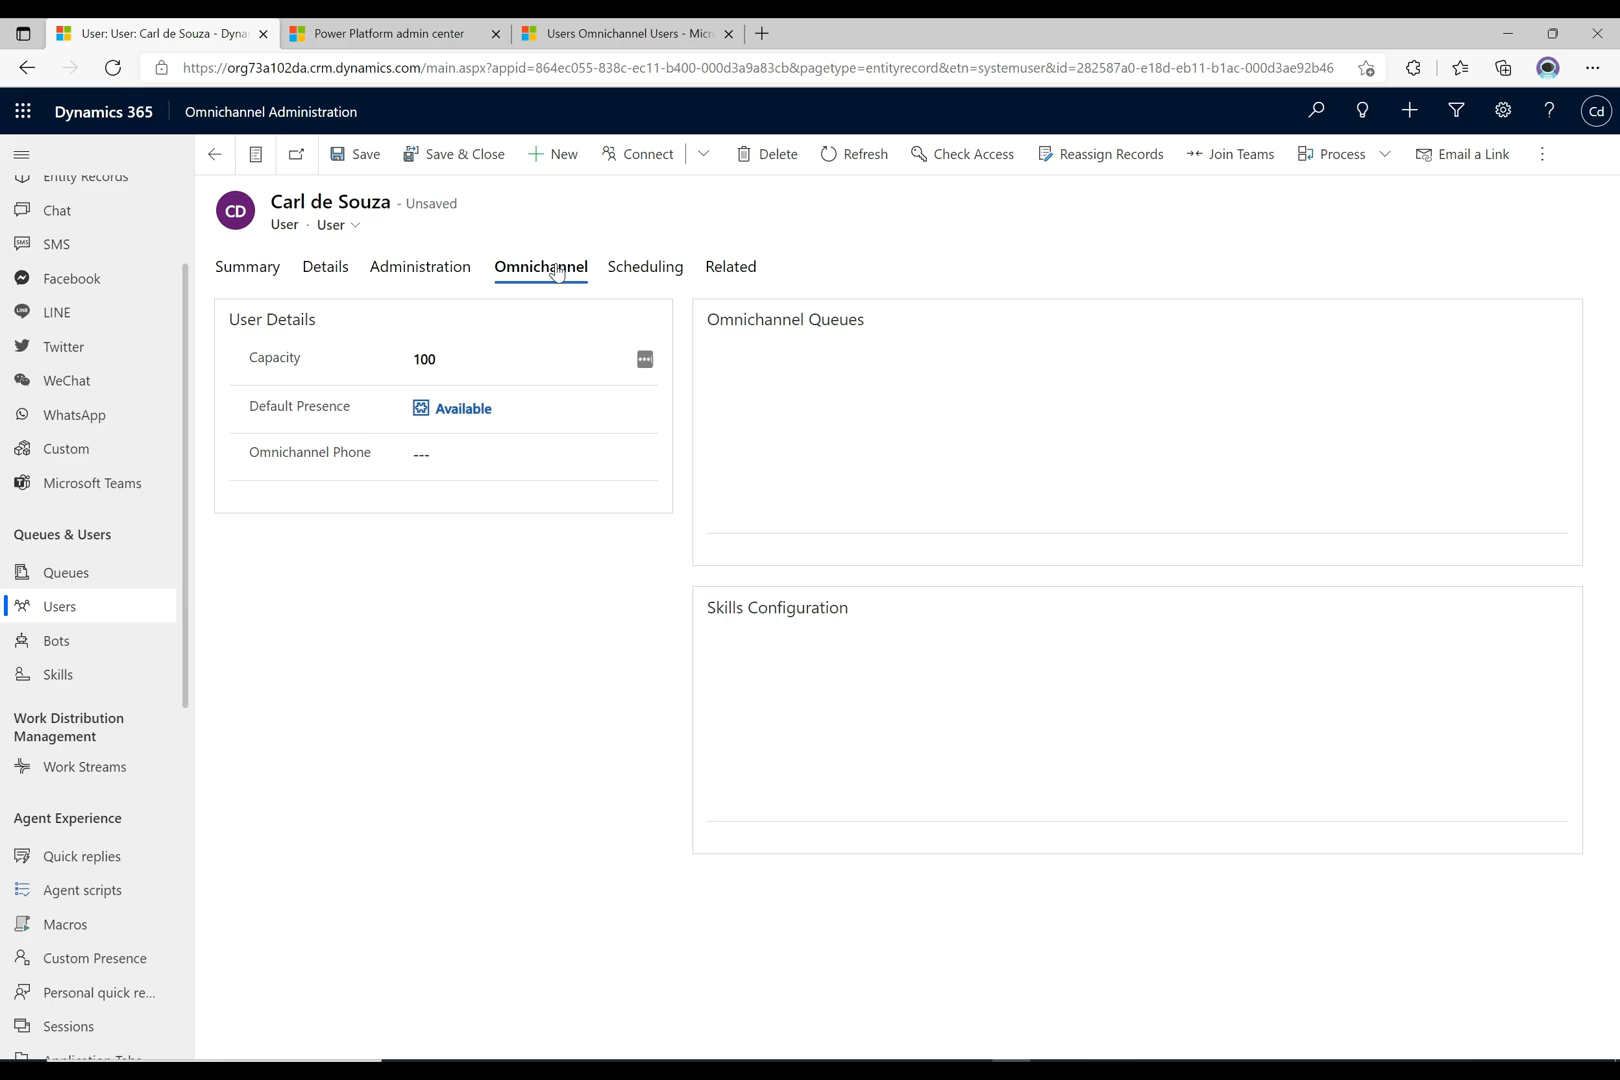 User: User: Carl de Souza - Dyna
Power Platform admin center
Users Omnichannel Users - Micr
https://org73a102da.crm.dynamics.com/main.aspx?appid=864ec055-838c-ec11-b400-000d3a9a83cb&pagetype=entityrecord&etn=systemuser&id=282587a0-e18d-eb11-b1ac-000d3ae92b46
Dynamics 365
Omnichannel Administration
Cd
Save
Save & Close
New
Connect
Delete
Refresh
Check Access
Reassign Records
Join Teams
Process
Email a Link
Entity Records
Chat
SMS
Facebook
LINE
Twitter
WeChat
WhatsApp
Custom
Microsoft Teams
Queues & Users
Queues
Users
Bots
Skills
Work Distribution
Management
Work Streams
Agent Experience
Quick replies
Agent scripts
Macros
Custom Presence
Personal quick re...
Sessions
CD
Carl de Souza - Unsaved
User · User
Summary
Details
Administration
Omnichannel
Scheduling
Related
User Details
Capacity
100
Default Presence
Available
Omnichannel Phone
---
Omnichannel Queues
Skills Configuration